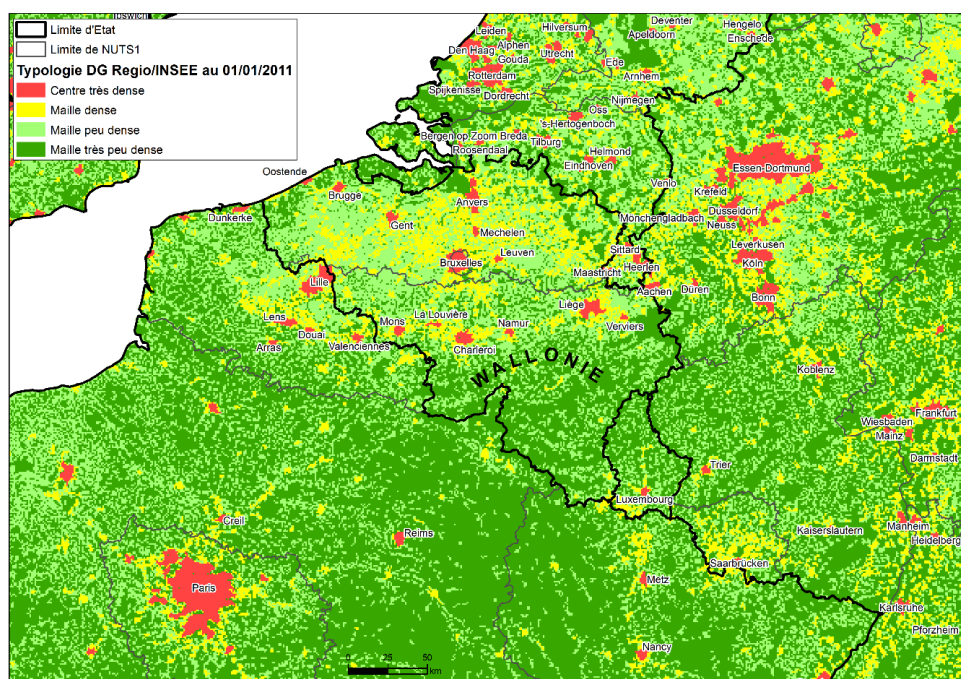 Ipswich
Limite d'Etat
Limite de NUTS1
Typologie DG Regio/INSEE au 01/01/2011
Centre très dense
Maille dense
Maille peu dense
Maille très peu dense
Leiden
Hilversum
Deventer
Hengelo
Enschede
Apeldoorn
Den Haag
Alphen
Gouda
Utrecht
Ede
Arnhem
Rotterdam
Spijkenisse
Dordrecht
Nijmegen
Oss
's-Hertogenboch
Bergen op Zoom
Breda
Roosendaal
Tilburg
Helmond
Eindhoven
Venlo
Essen-Dortmund
Krefeld
Oostende
Brugge
Anvers
Dunkerke
Gent
Mechelen
Leuven
Bruxelles
Mönchengladbach
Düsseldorf
Neuss
Leverkusen
Köln
Sittard
Heerlen
Maastricht
Aachen
Düren
Bonn
Lille
Liège
Verviers
Lens
Douai
Arras
Valenciennes
Mons
La Louvière
Namur
Charleroi
WALLONIE
Koblenz
Frankfurt
Wiesbaden
Mainz
Darmstadt
Trier
Luxembourg
Creil
Reims
Kaiserslautern
Manheim
Heidelberg
Saarbrücken
Paris
Metz
Karlsruhe
Pforzheim
Nancy
0 25 50
km